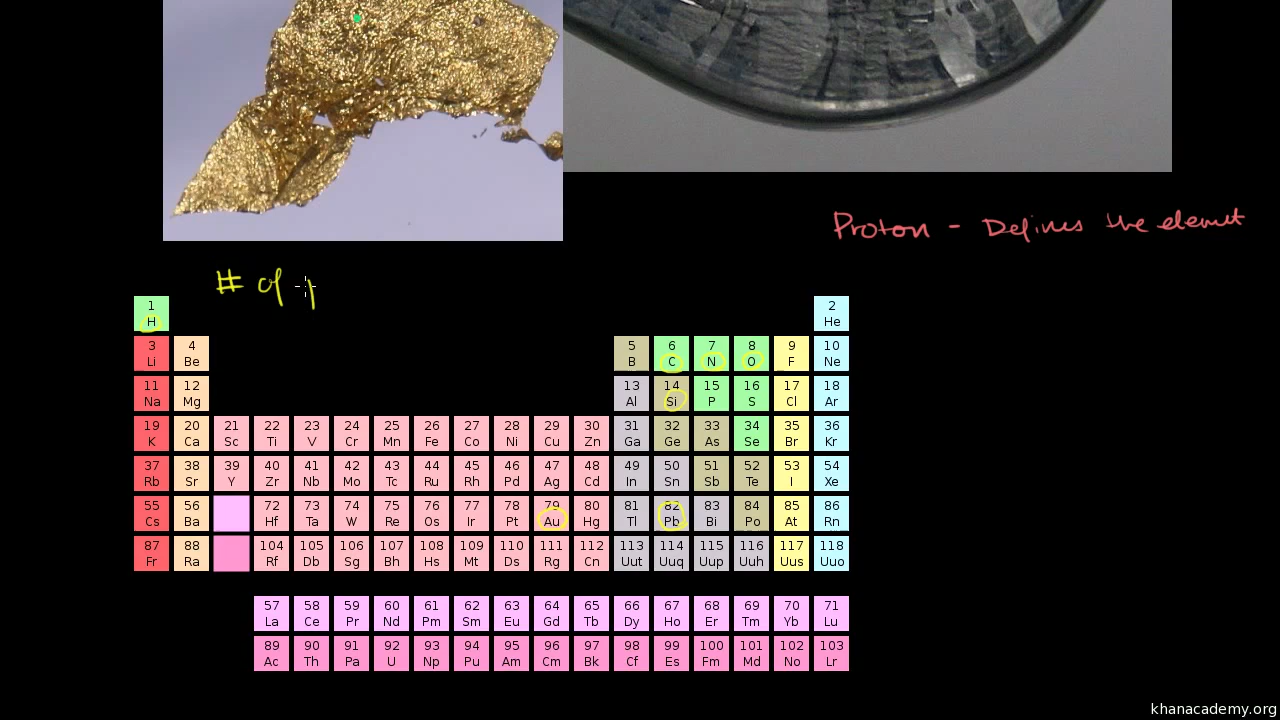 Proton - Defines the element
# of
1 2
H He
3 4 5 6 7 8 9 10
Li Be B C N O F Ne
11 12 13 14 15 16 17 18
Na Mg Al Si P S Cl Ar
19 20 21 22 23 24 25 26 27 28 29 30 31 32 33 34 35 36
K Ca Sc Ti V Cr Mn Fe Co Ni Cu Zn Ga Ge As Se Br Kr
37 38 39 40 41 42 43 44 45 46 47 48 49 50 51 52 53 54
Rb Sr Y Zr Nb Mo Tc Ru Rh Pd Ag Cd In Sn Sb Te I Xe
55 56 72 73 74 75 76 77 78 79 80 81 82 83 84 85 86
Cs Ba Hf Ta W Re Os Ir Pt Au Hg Tl Pb Bi Po At Rn
87 88 104 105 106 107 108 109 110 111 112 113 114 115 116 117 118
Fr Ra Rf Db Sg Bh Hs Mt Ds Rg Cn Uut Uuq Uup Uuh Uus Uuo
57 58 59 60 61 62 63 64 65 66 67 68 69 70 71
La Ce Pr Nd Pm Sm Eu Gd Tb Dy Ho Er Tm Yb Lu
89 90 91 92 93 94 95 96 97 98 99 100 101 102 103
Ac Th Pa U Np Pu Am Cm Bk Cf Es Fm Md No Lr
khanacademy.org